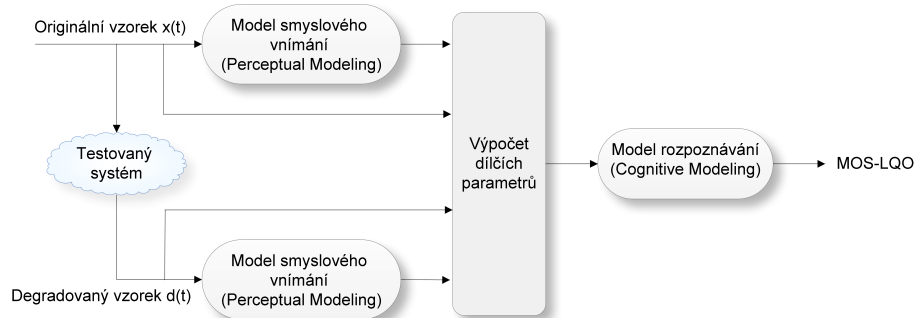 Originální vzorek x(t)
Model smyslového
vnímání
(Perceptual Modeling)
Testovaný
systém
Výpočet
dílčích
parametrů
Model rozpoznávání
(Cognitive Modeling)
MOS-LQO
Degradovaný vzorek d(t)
Model smyslového
vnímání
(Perceptual Modeling)